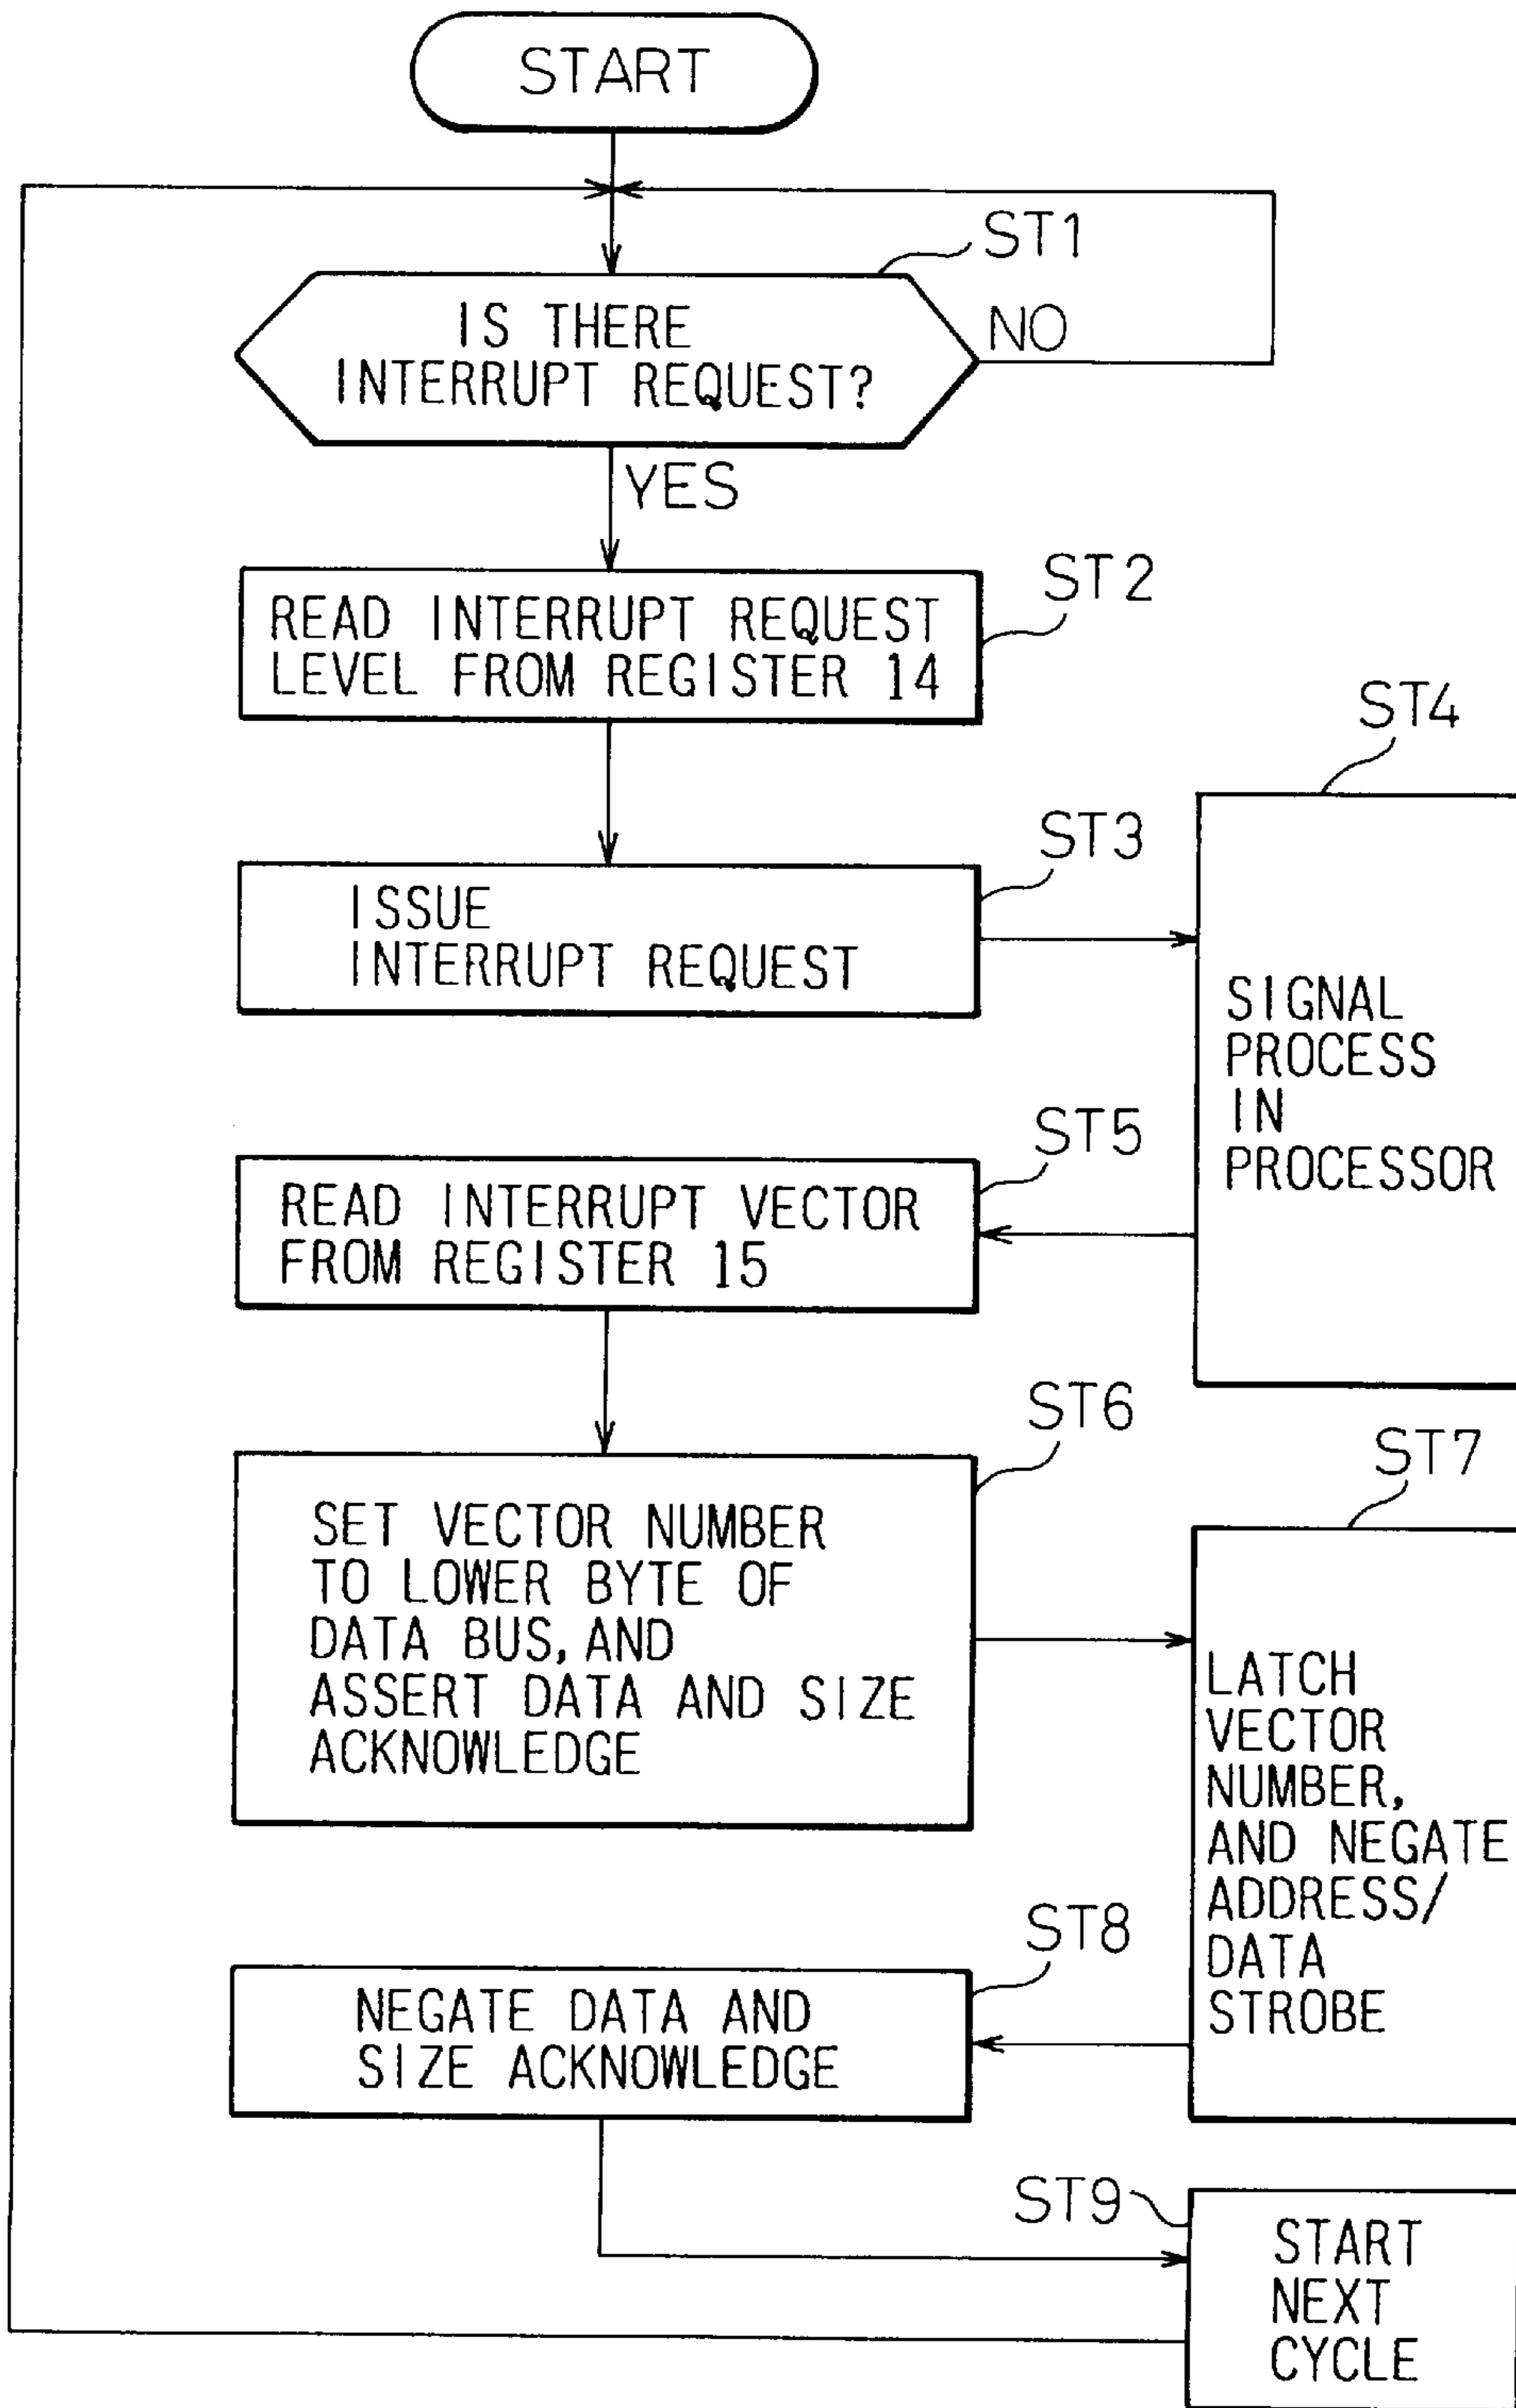 START
ST1
IS THERE
INTERRUPT REQUEST?
NO
YES
ST2
READ INTERRUPT REQUEST
LEVEL FROM REGISTER 14
ST3
ISSUE
INTERRUPT REQUEST
ST4
SIGNAL
PROCESS
IN
PROCESSOR
ST5
READ INTERRUPT VECTOR
FROM REGISTER 15
ST6
SET VECTOR NUMBER
TO LOWER BYTE OF
DATA BUS, AND
ASSERT DATA AND SIZE
ACKNOWLEDGE
ST7
LATCH
VECTOR
NUMBER,
AND NEGATE
ADDRESS/
DATA
STROBE
ST8
NEGATE DATA AND
SIZE ACKNOWLEDGE
ST9
START
NEXT
CYCLE